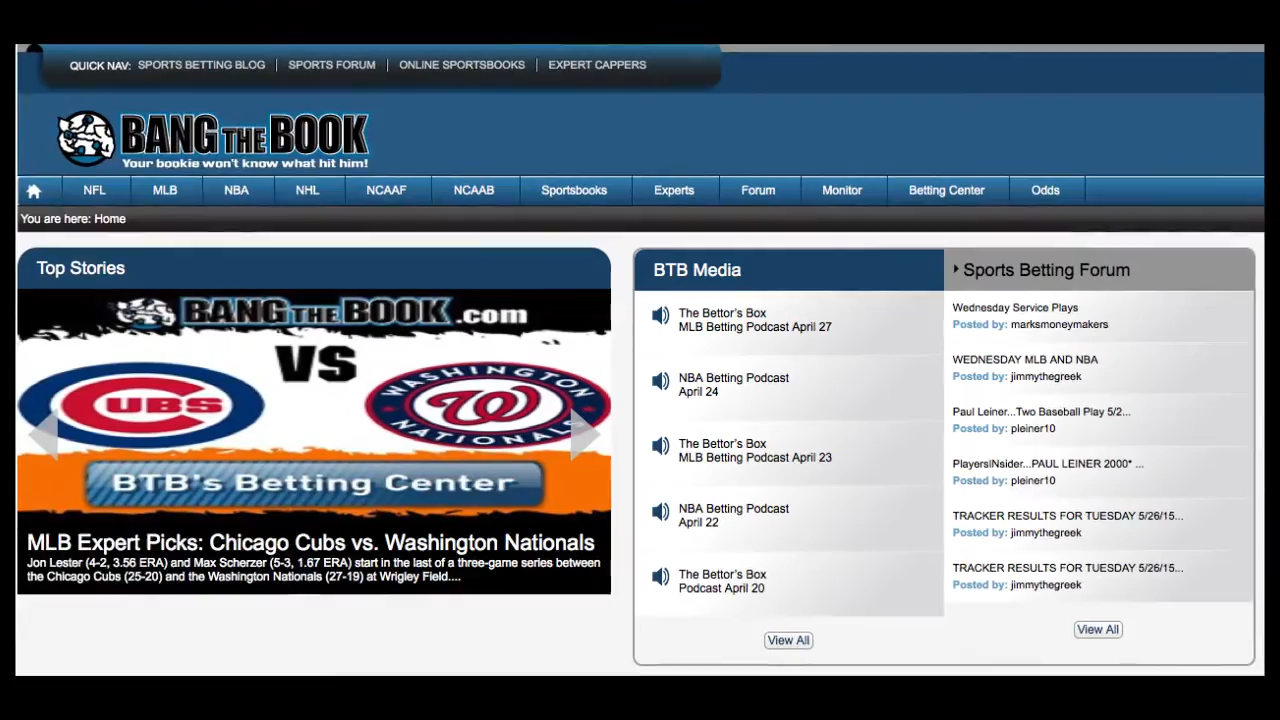 QUICK NAV: SPORTS BETTING BLOG SPORTS FORUM ONLINE SPORTSBOOKS EXPERT CAPPERS
BANG THE BOOK
Your bookie won't know what hit him!
NFL MLB NBA NHL NCAAF NCAAB Sportsbooks Experts Forum Monitor Betting Center Odds
You are here: Home
Top Stories
BANG THE BOOK.com
VS
CUBS
WASHINGTON
W
NATIONALS
BTB's Betting Center
MLB Expert Picks: Chicago Cubs vs. Washington Nationals
Jon Lester (4-2, 3.56 ERA) and Max Scherzer (5-3, 1.67 ERA) start in the last of a three-game series between
the Chicago Cubs (25-20) and the Washington Nationals (27-19) at Wrigley Field....
BTB Media
The Bettor's Box
MLB Betting Podcast April 27
NBA Betting Podcast
April 24
The Bettor's Box
MLB Betting Podcast April 23
NBA Betting Podcast
April 22
The Bettor's Box
Podcast April 20
View All
Sports Betting Forum
Wednesday Service Plays
Posted by: marksmoneymakers
WEDNESDAY MLB AND NBA
Posted by: jimmythegreek
Paul Leiner...Two Baseball Play 5/2...
Posted by: pleiner10
PlayersINsider...PAUL LEINER 2000* ...
Posted by: pleiner10
TRACKER RESULTS FOR TUESDAY 5/26/15...
Posted by: jimmythegreek
TRACKER RESULTS FOR TUESDAY 5/26/15...
Posted by: jimmythegreek
View All